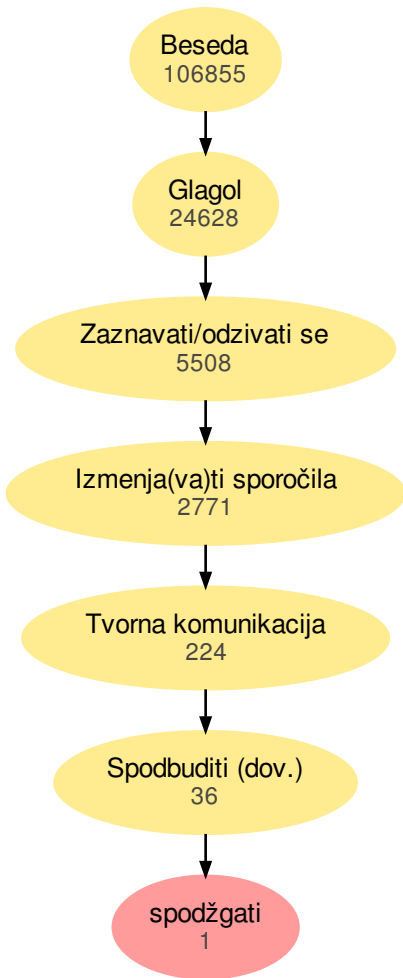 Beseda
106855
Glagol
24628
Zaznavati/odzivati se
5508
Izmenja(va)ti sporočila
2771
Tvorna komunikacija
224
Spodbuditi (dov.)
36
spodžgati
1